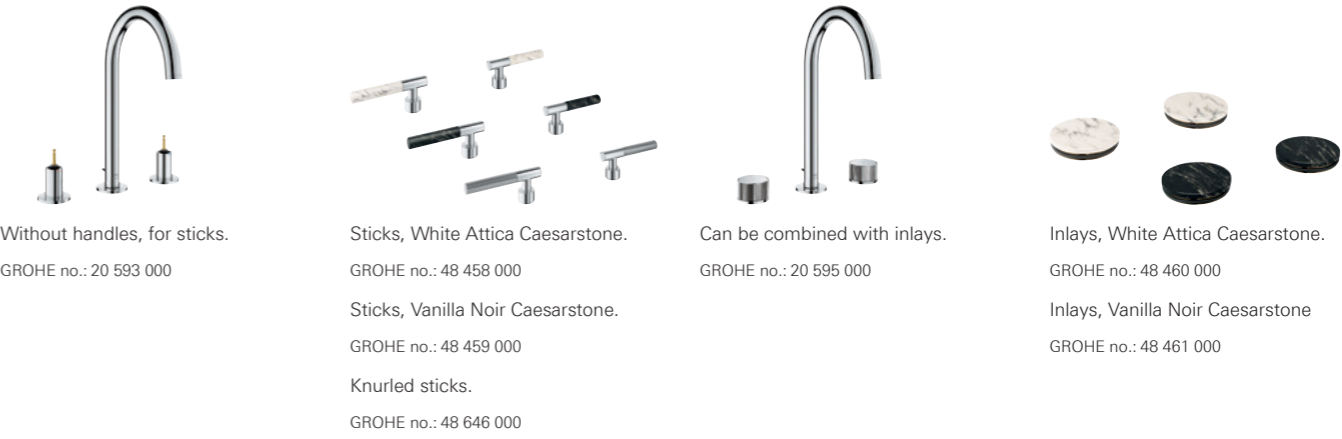 Without handles, for sticks.
GROHE no.: 20 593 000
Sticks, White Attica Caesarstone.
GROHE no.: 48 458 000
Sticks, Vanilla Noir Caesarstone.
GROHE no.: 48 459 000
Knurled sticks.
GROHE no.: 48 646 000
Can be combined with inlays.
GROHE no.: 20 595 000
Inlays, White Attica Caesarstone.
GROHE no.: 48 460 000
Inlays, Vanilla Noir Caesarstone
GROHE no.: 48 461 000